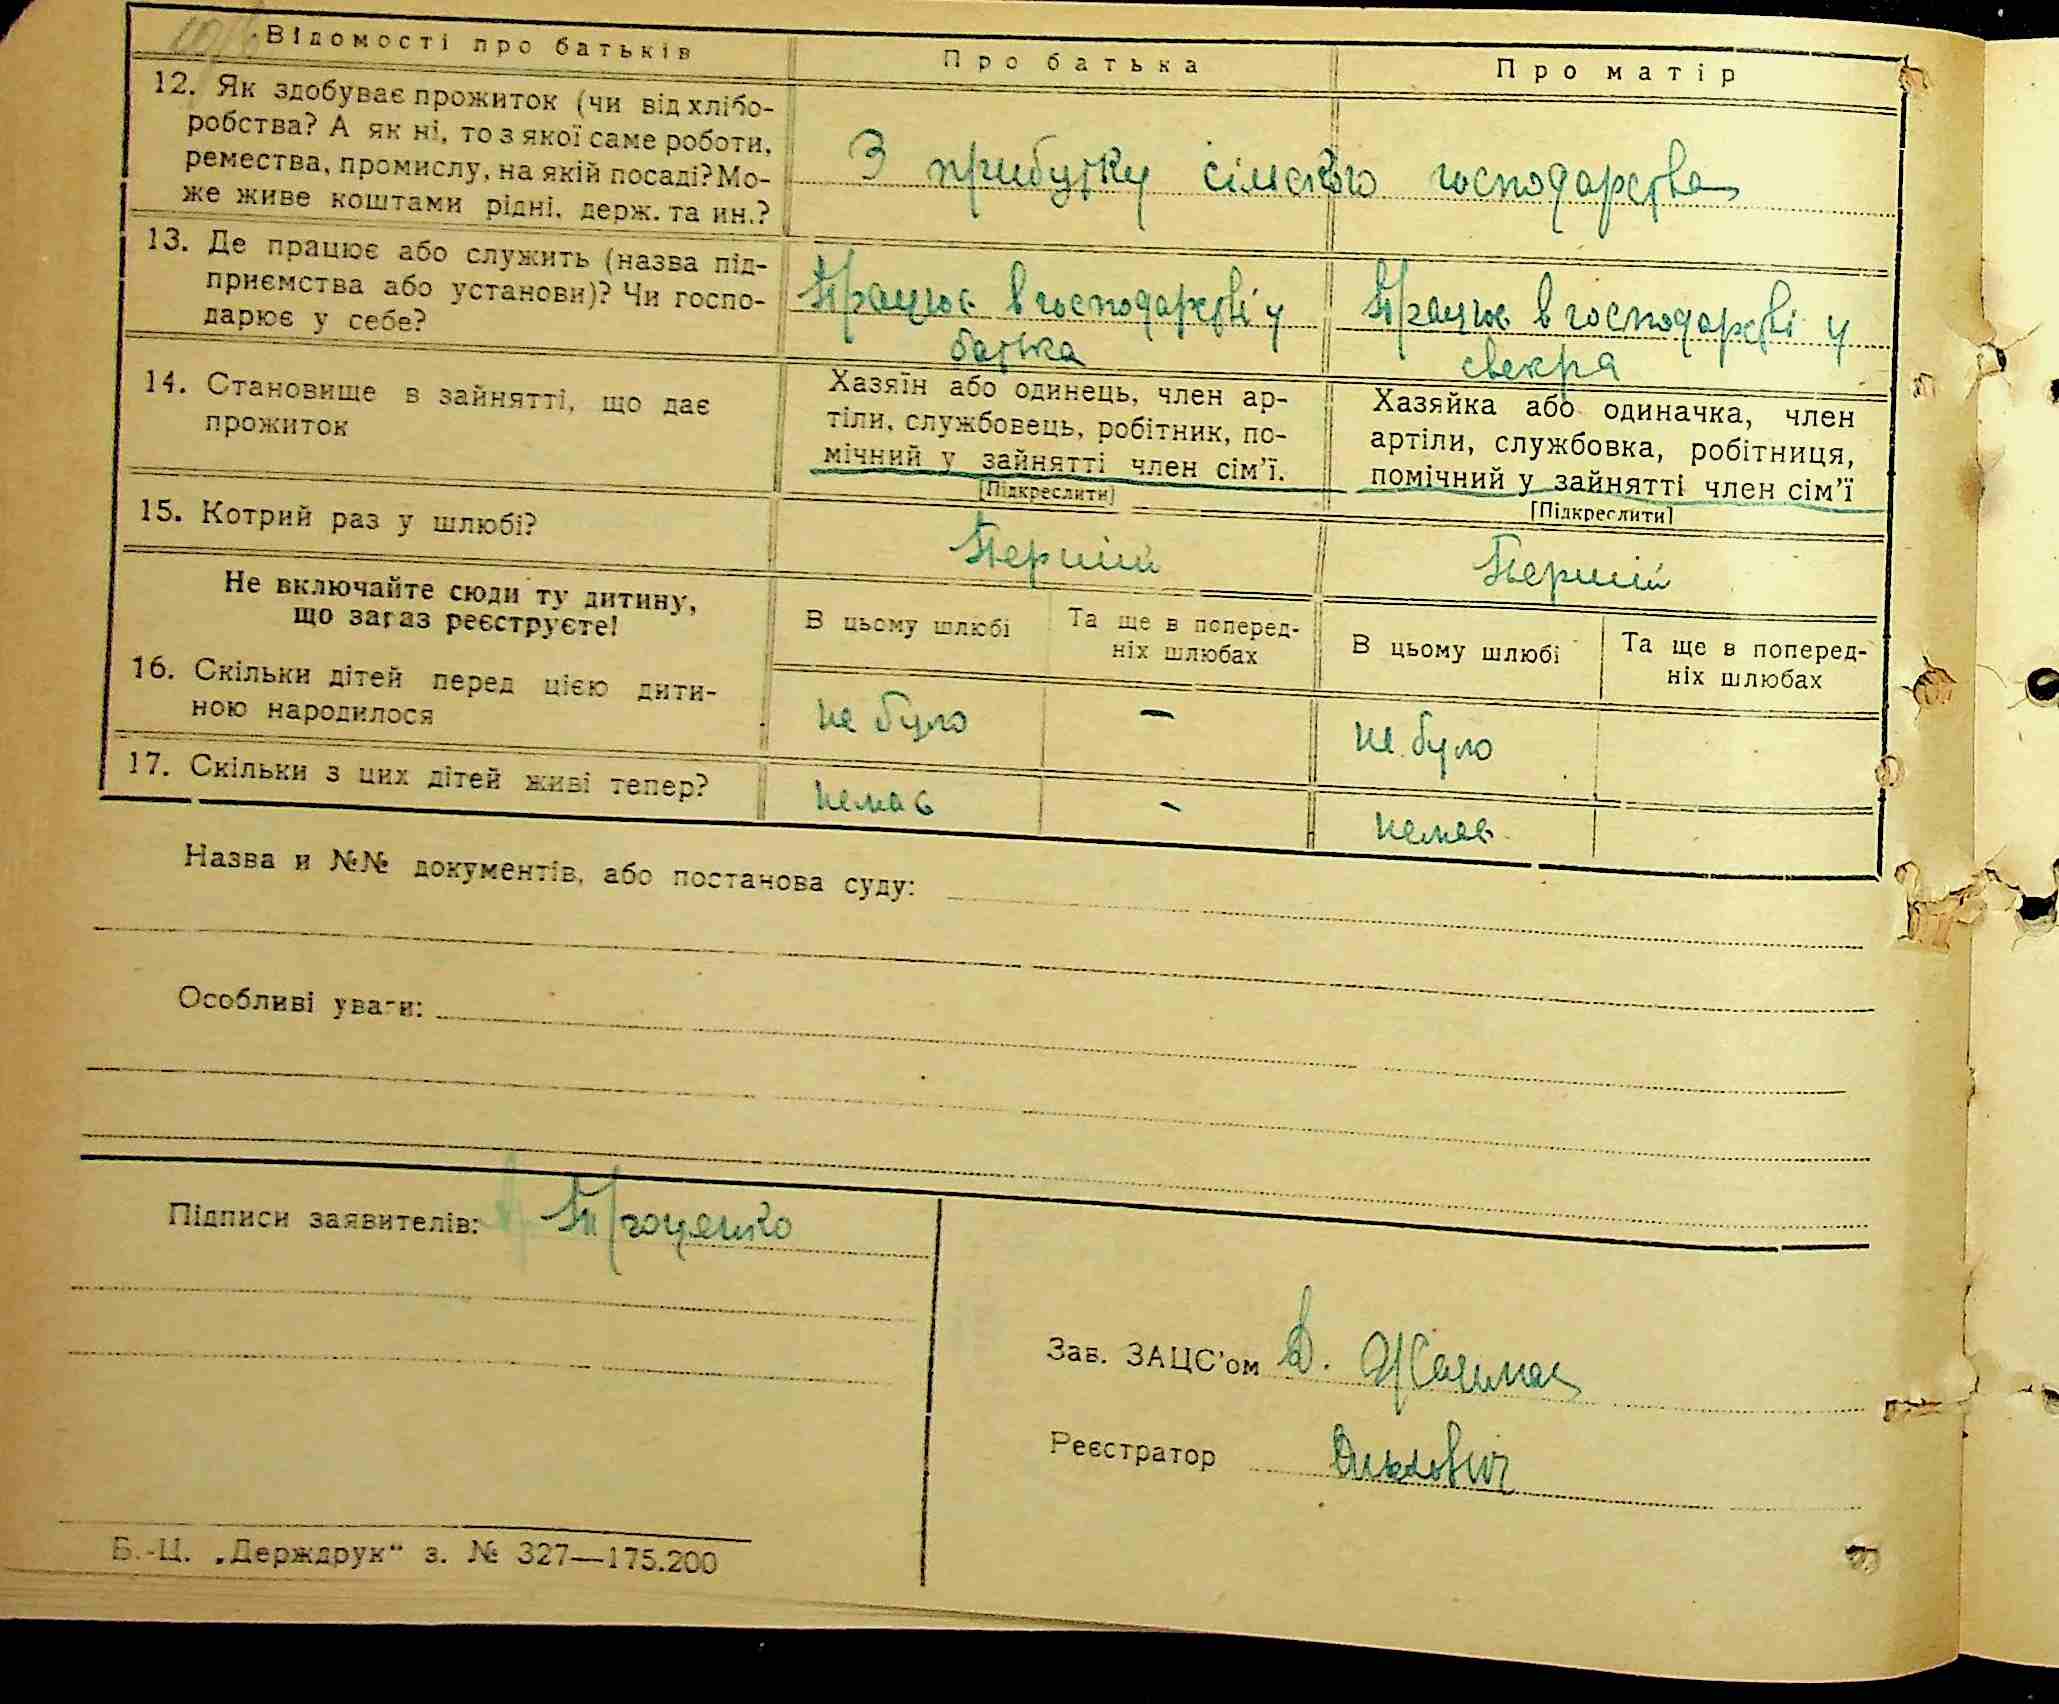 Відомості про батьків
Про батька
Про матір
12. Як здобуває прожиток (чи від хлібо-
робства? А як ні, то з якої саме роботи,
ремества, промислу, на якій посаді? Мо-
же живе коштами рідні, держ. та ин.?
З прибутку сілского господарства
13. Де працює або служить (назва під-
приємства або установи)? Чи госпо-
дарює у себе?
Працює в господарстві у
батька
Працює в господарстві у
свекра
14. Становище в зайнятті, що дає
прожиток
Хазяїн або одинець, член ар-
тіли, службовець, робітник, по-
мічний у зайнятті член сім'ї.
[Підкреслити]
Хазяйка або одиначка, член
артіли, службовка, робітниця,
помічний у зайнятті член сім'ї
[Підкреслити]
15. Котрий раз у шлюбі?
Перший
Перший
Не включайте сюди ту дитину,
що зараз реєструєте!
В цьому шлюбі
Та ще в поперед-
ніх шлюбах
В цьому шлюбі
Та ще в поперед-
ніх шлюбах
16. Скільки дітей перед цією дити-
ною народилося
не було
–
не було
17. Скільки з цих дітей живі тепер?
немає
-
немає
Назва и №№ документів, або постанова суду:
Особливі уваги:
Підписи заявителів: Проценко
Зав. ЗАЦС'ом
Реєстратор
Б.-Ц. „Держдрук“ з. № 327—175.200